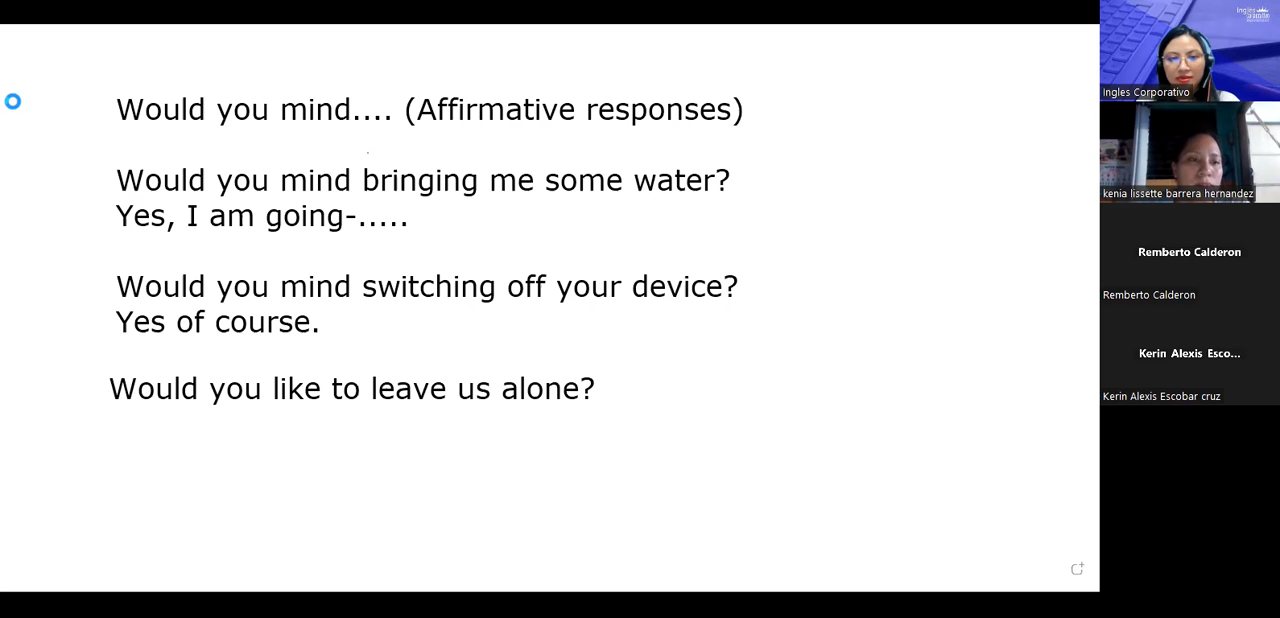 Would you mind.... (Affirmative responses)
Would you mind bringing me some water?
Yes, I am going-.....
Would you mind switching off your device?
Yes of course.
Would you like to leave us alone?
Ingles
Ingles Corporativo
kenia lissette barrera hernandez
Remberto Calderon
Remberto Calderon
Kerin Alexis Esco...
Kerin Alexis Escobar cruz